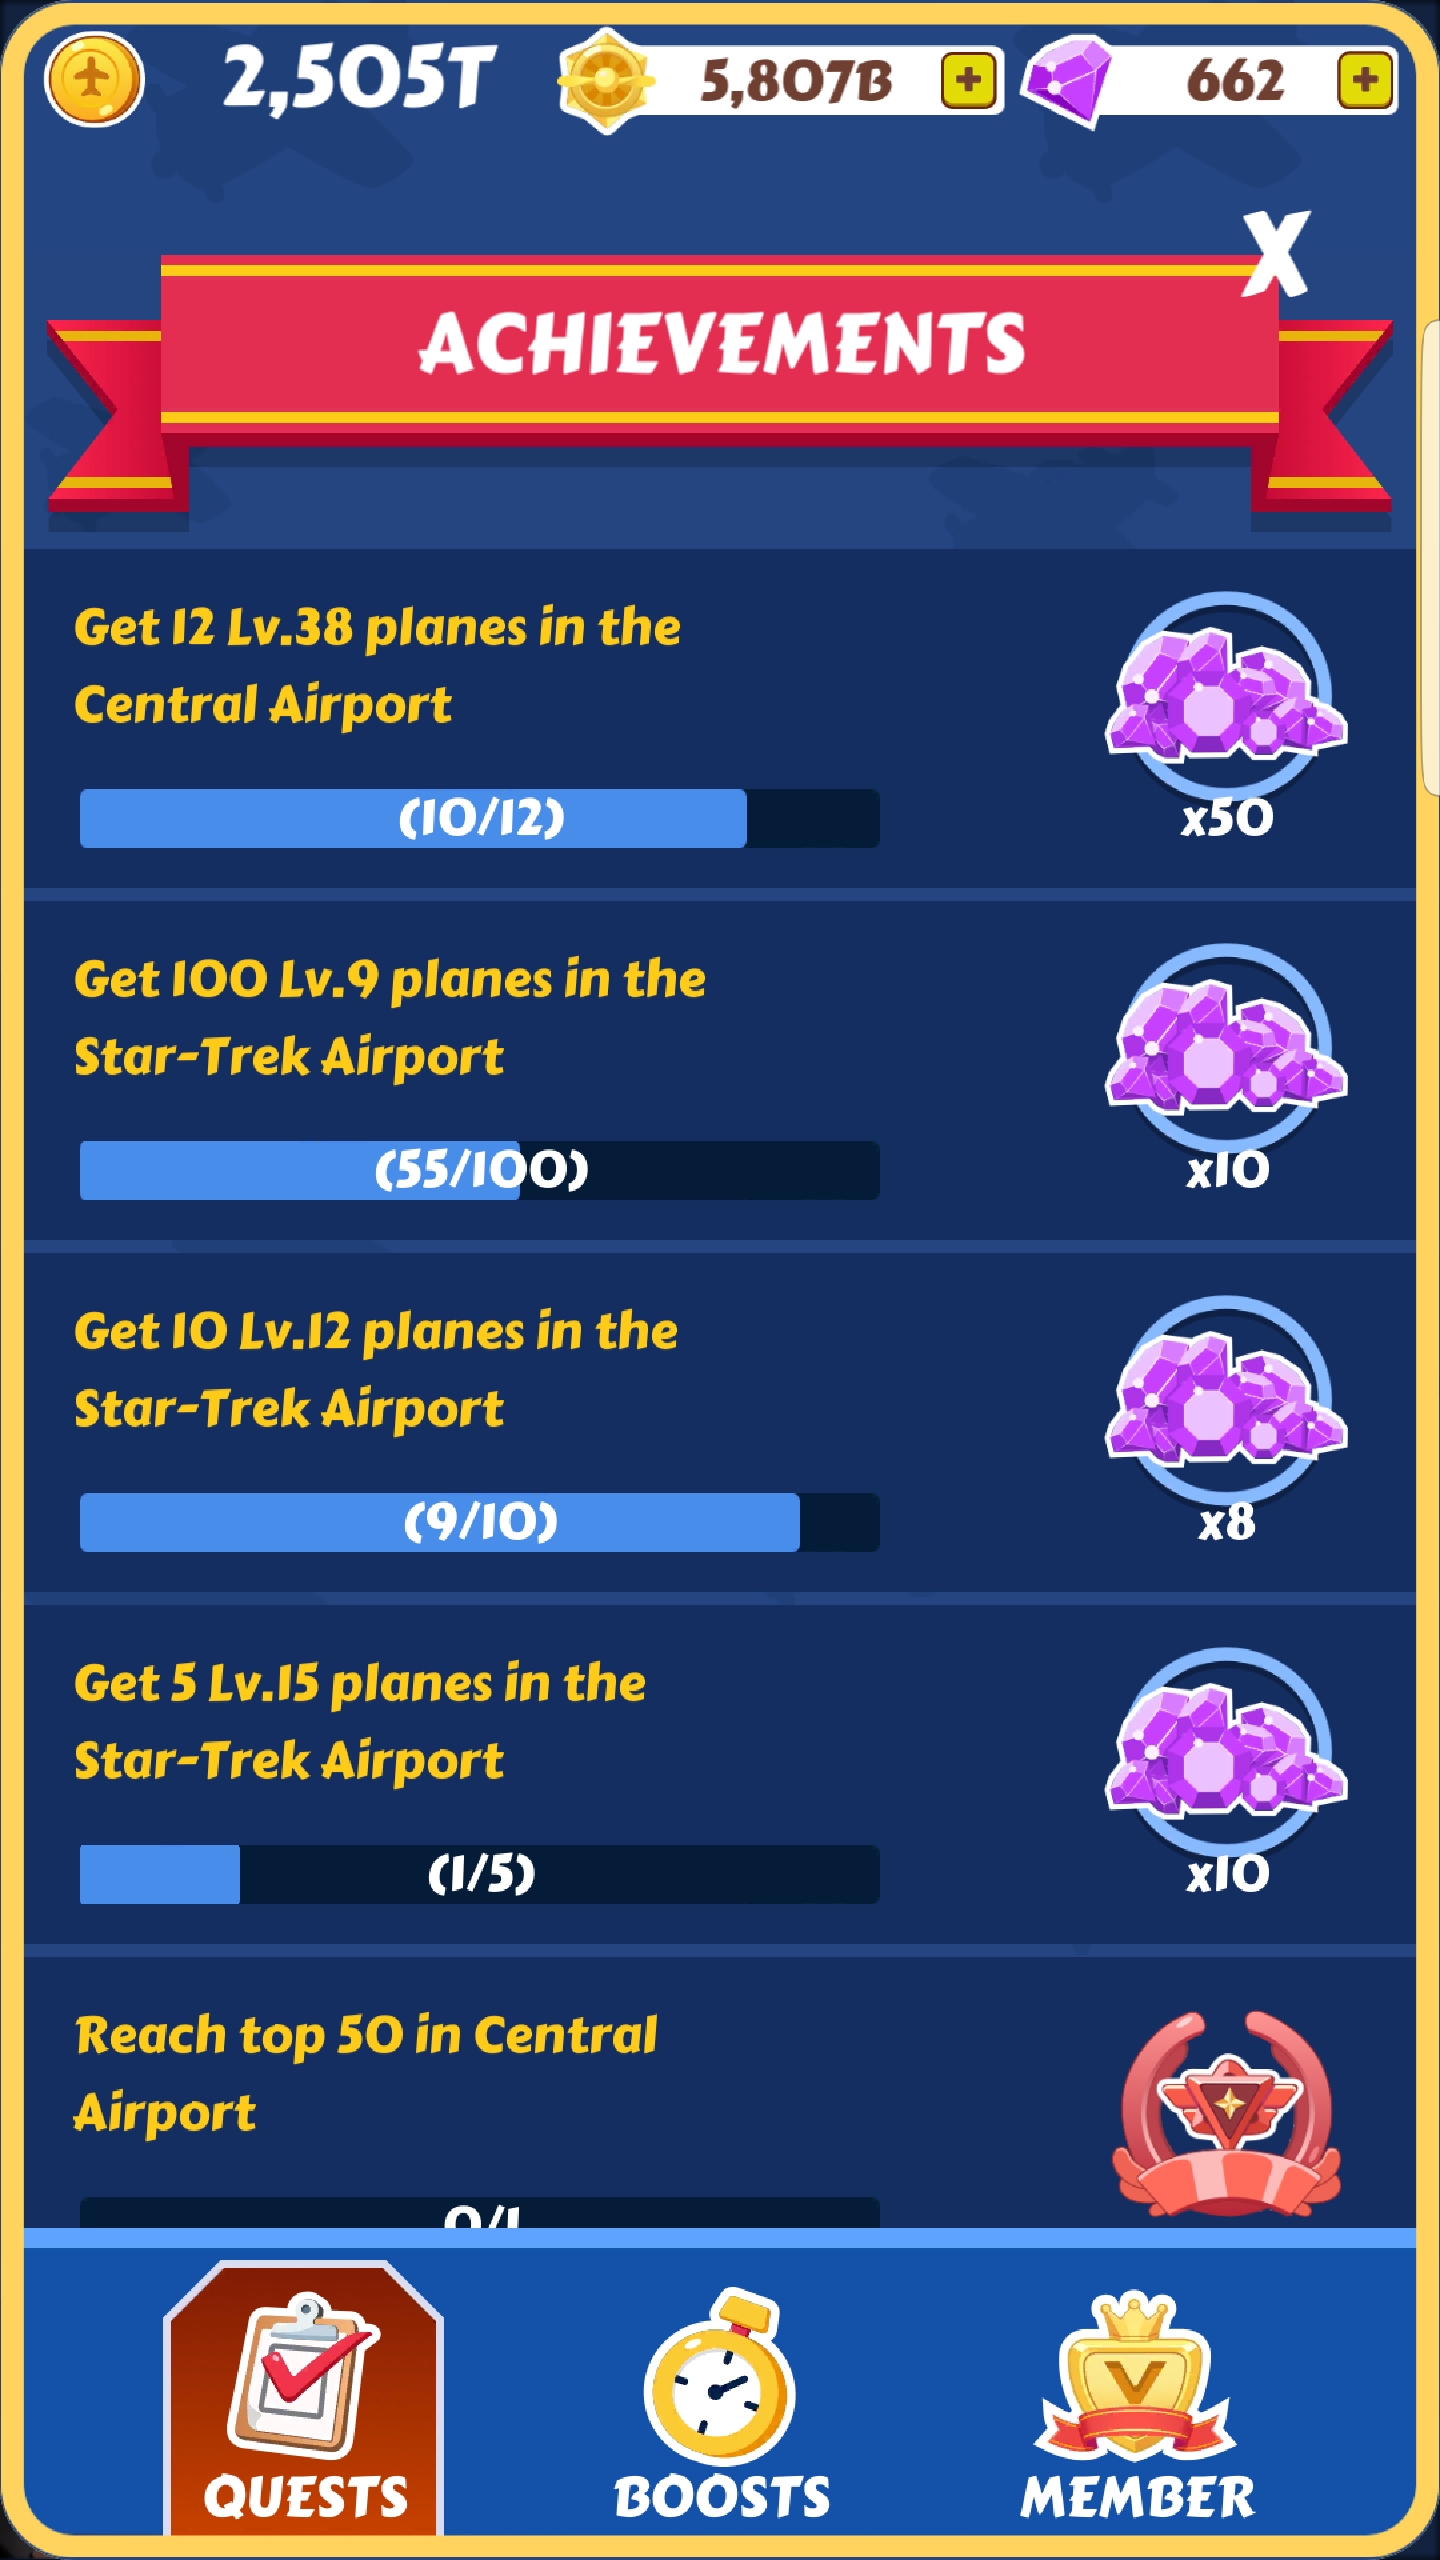 2,505T 5,807B + 662 +
X
ACHIEVEMENTS
Get 12 Lv.38 planes in the
Central Airport
(10/12)
x50
Get 100 Lv.9 planes in the
Star-Trek Airport
(55/100)
x10
Get 10 Lv.12 planes in the
Star-Trek Airport
(9/10)
x8
Get 5 Lv.15 planes in the
Star-Trek Airport
(1/5)
x10
Reach top 50 in Central
Airport
0/1
V
QUESTS BOOSTS MEMBER